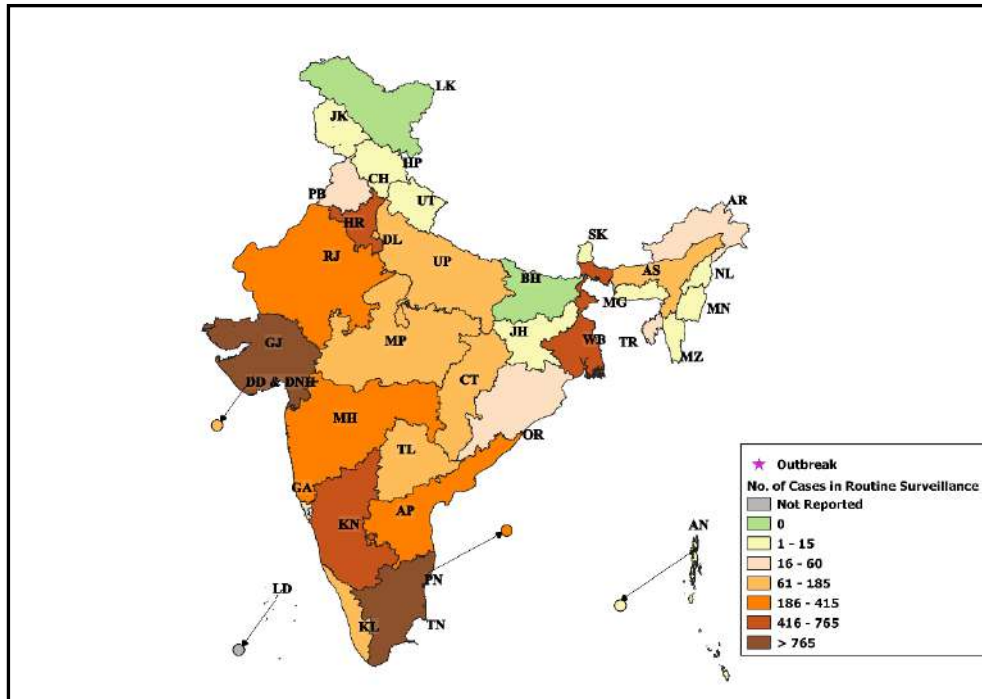 LK
JK
HP
CH
PB
UT
AR
HR
SK
DL
RJ
UP
AS
NL
BH
MG
MN
JH
TR
GJ
MP
WB
MZ
CT
DD & DNH
MH
OR
TL
GA
AP
KN
AN
PN
LD
KL
TN
Outbreak
No. of Cases in Routine Surveillance
Not Reported
0
1 - 15
16 - 60
61 - 185
186 - 415
416 - 765
> 765